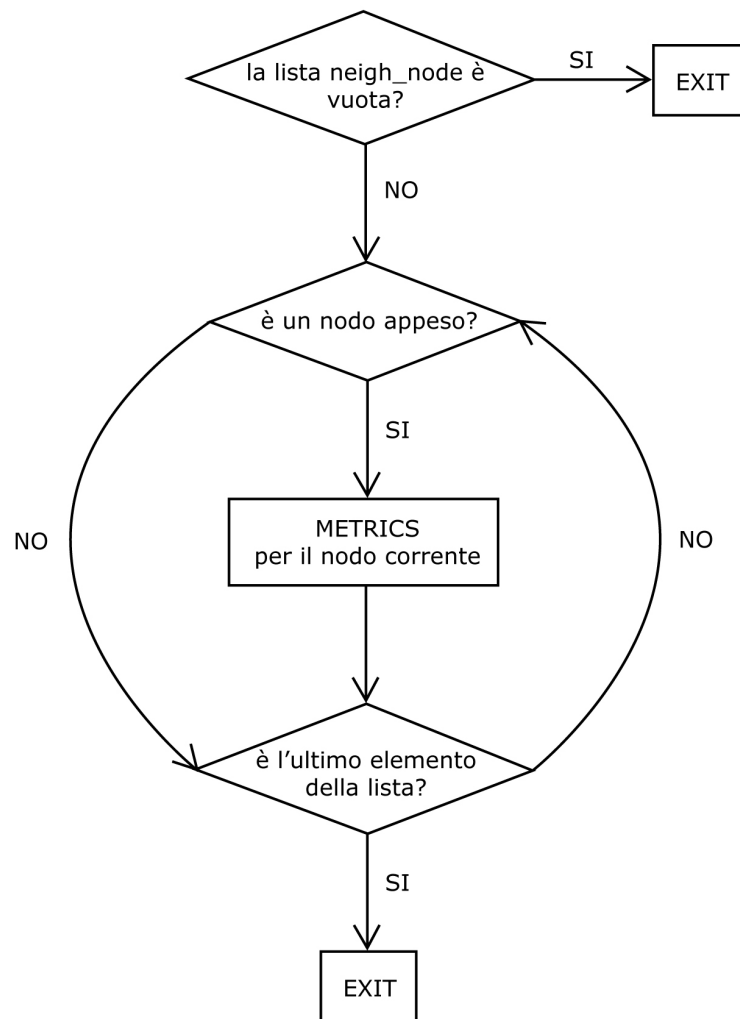 la lista neigh_node è
vuota?
SI
EXIT
NO
è un nodo appeso?
SI
METRICS
per il nodo corrente
NO
NO
è l'ultimo elemento
della lista?
SI
EXIT